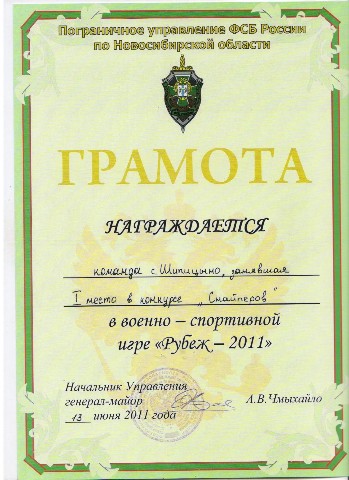 Пограничное управление ФСБ России
по Новосибирской области
ГРАМОТА
НАГРАЖДАЕТСЯ
команда с Шипицыно, занявшая
I место в конкурсе „Снайперов"
в военно – спортивной
игре «Рубеж – 2011»
Начальник Управления
генерал-майор А.В.Чмыхайло
13 июня 2011 года